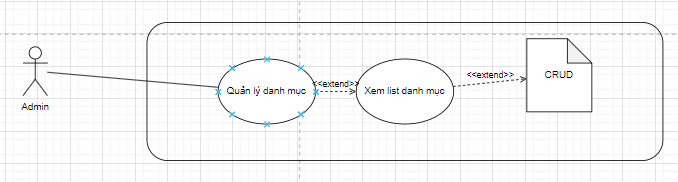 <<extend>>
CRUD
<<extend>>
Quản lý danh mục
Xem list danh mục
Admin